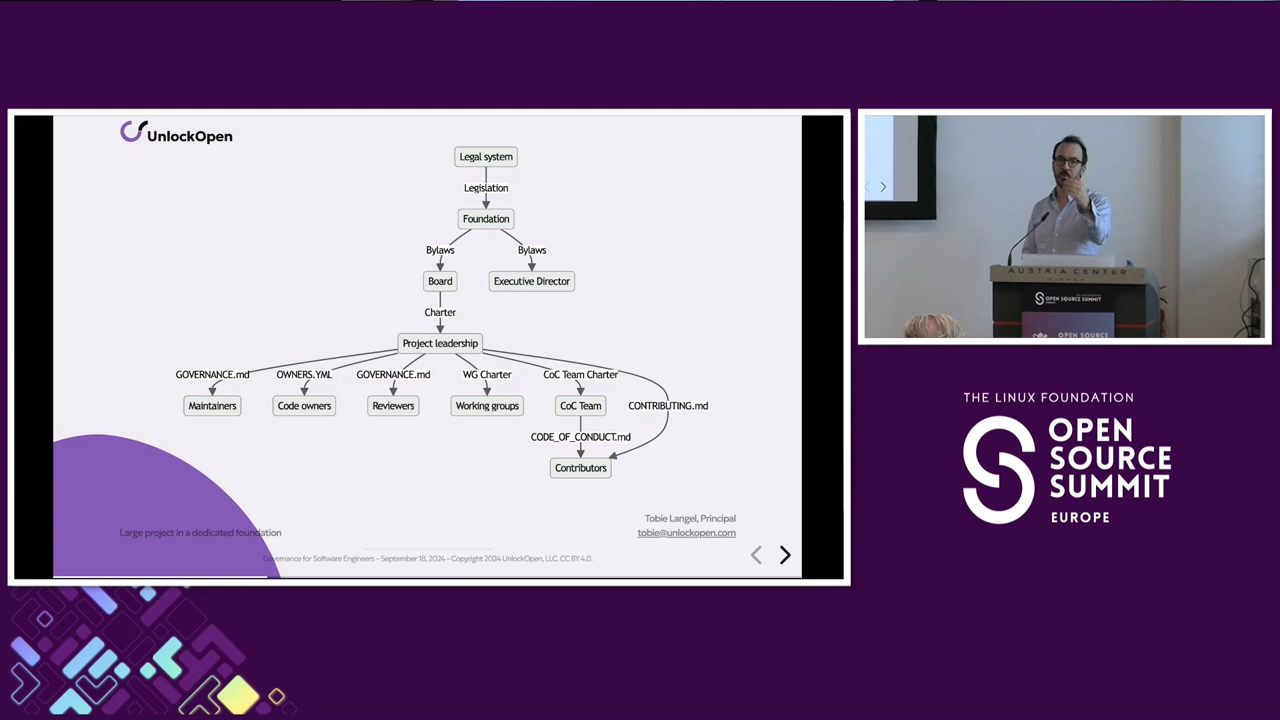 UnlockOpen
Legal system
Legislation
Foundation
Bylaws Bylaws
Board Executive Director
Charter
Project leadership
GOVERNANCE.md OWNERS.YML GOVERNANCE.md WG Charter CoC Team Charter
Maintainers Code owners Reviewers Working groups CoC Team CONTRIBUTING.md
CODE_OF_CONDUCT.md
Contributors
Tobie Langel, Principal
Large project in a dedicated foundation tobie@unlockopen.com
Governance for Software Engineers – September 18, 2024 – Copyright 2024 UnlockOpen, LLC. CC BY 4.0.
AUSTRIA CENTER
OPEN SOURCE SUMMIT
OPEN SOURCE
THE LINUX FOUNDATION
OPEN
SOURCE
SUMMIT
EUROPE